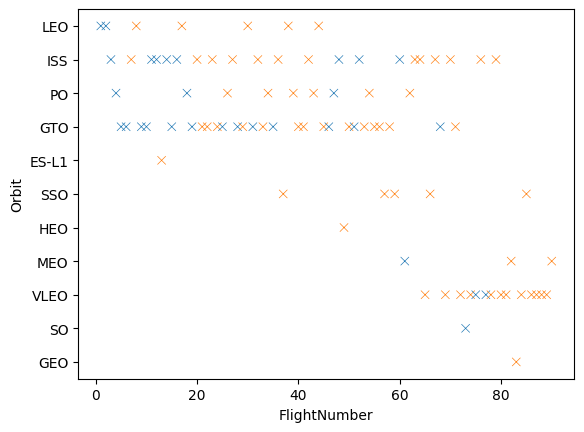 LEO
ISS
PO
GTO
ES-L1
SSO
HEO
MEO
VLEO
SO
GEO
Orbit
0 20 40 60 80
FlightNumber